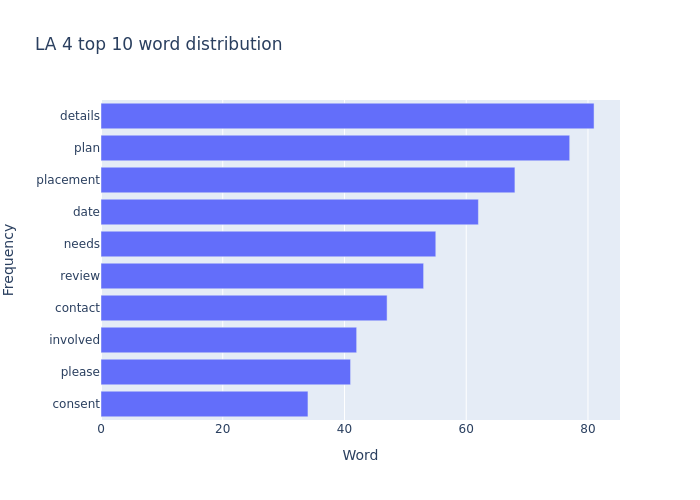 LA 4 top 10 word distribution
details
plan
placement
date
needs
review
contact
involved
please
consent
Frequency
0 20 40 60 80
Word